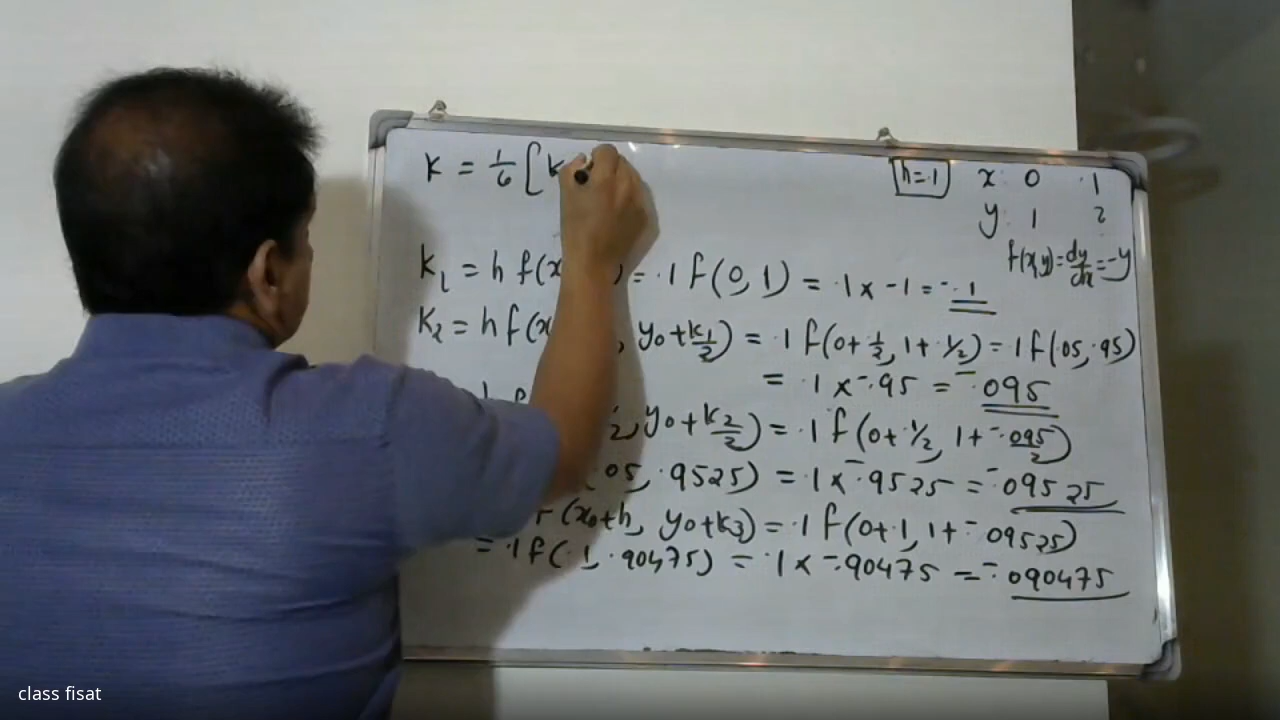 K = 1/6 [K
h=.1 x: 0 .1
y: 1 ?
f(x,y)=dy/dx=-y
K1 = h f(x ) = .1 f(0,1) = .1 x -1 = -.1
K2 = h f(x , y0+K1/2) = .1 f(0+.1/2, 1+-.1/2) = .1 f(.05, .95)
= .1 x -.95 = -.095
2, y0+K2/2) = .1 f(0+.1/2, 1+-.095/2)
(.05, .9525) = .1 x -.9525 = -.09525
f(x0+h, y0+K3) = .1 f(0+.1, 1+-.09525)
= .1 f(.1, .90475) = .1 x -.90475 = -.090475
class fisat